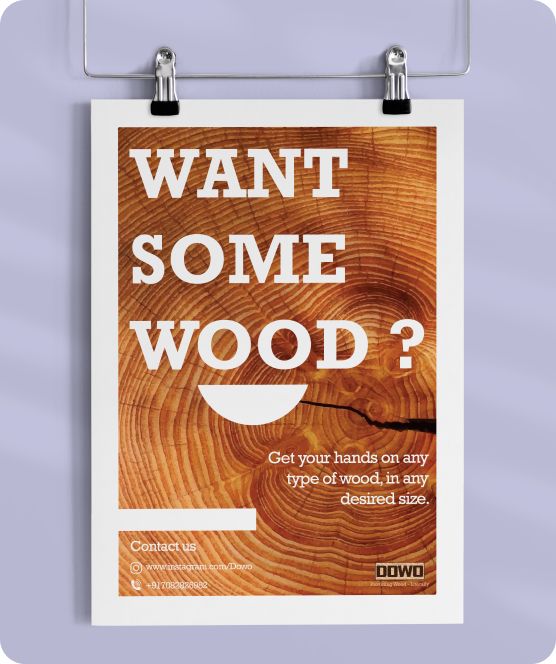 WANT
SOME
WOOD ?
Get your hands on any
type of wood, in any
desired size.
Contact us
www.instagram.com/Dowo
DOWO